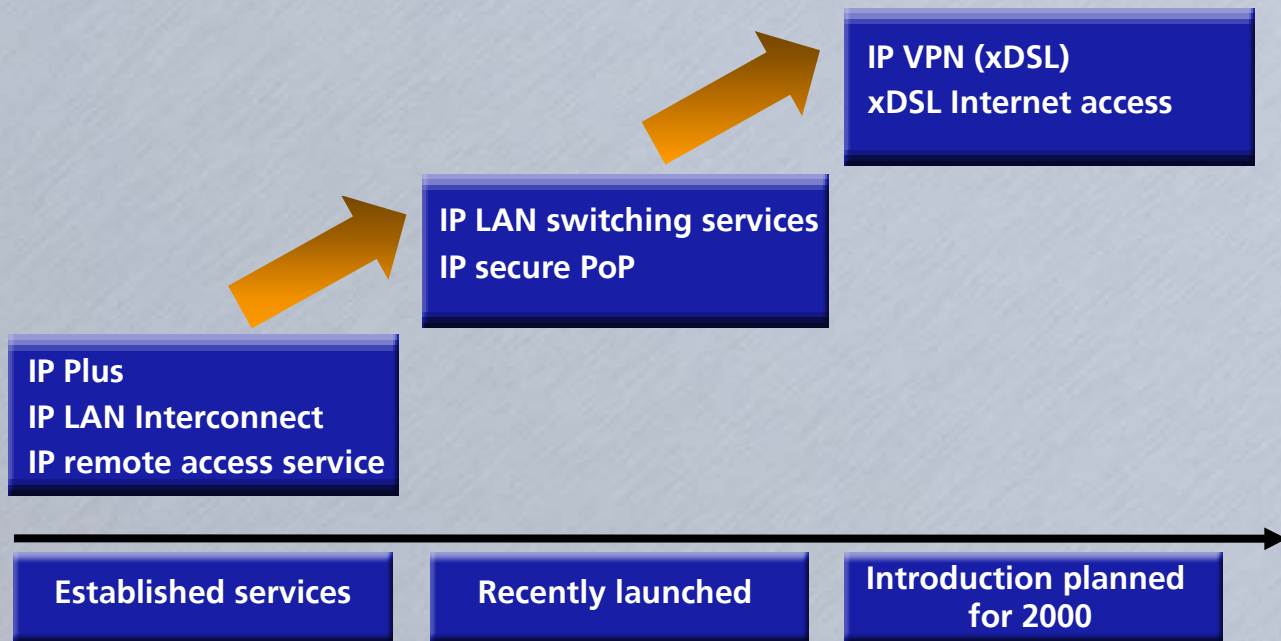 IP VPN (xDSL)
xDSL Internet access
IP LAN switching services
IP secure PoP
IP Plus
IP LAN Interconnect
IP remote access service
Established services
Recently launched
Introduction planned
for 2000